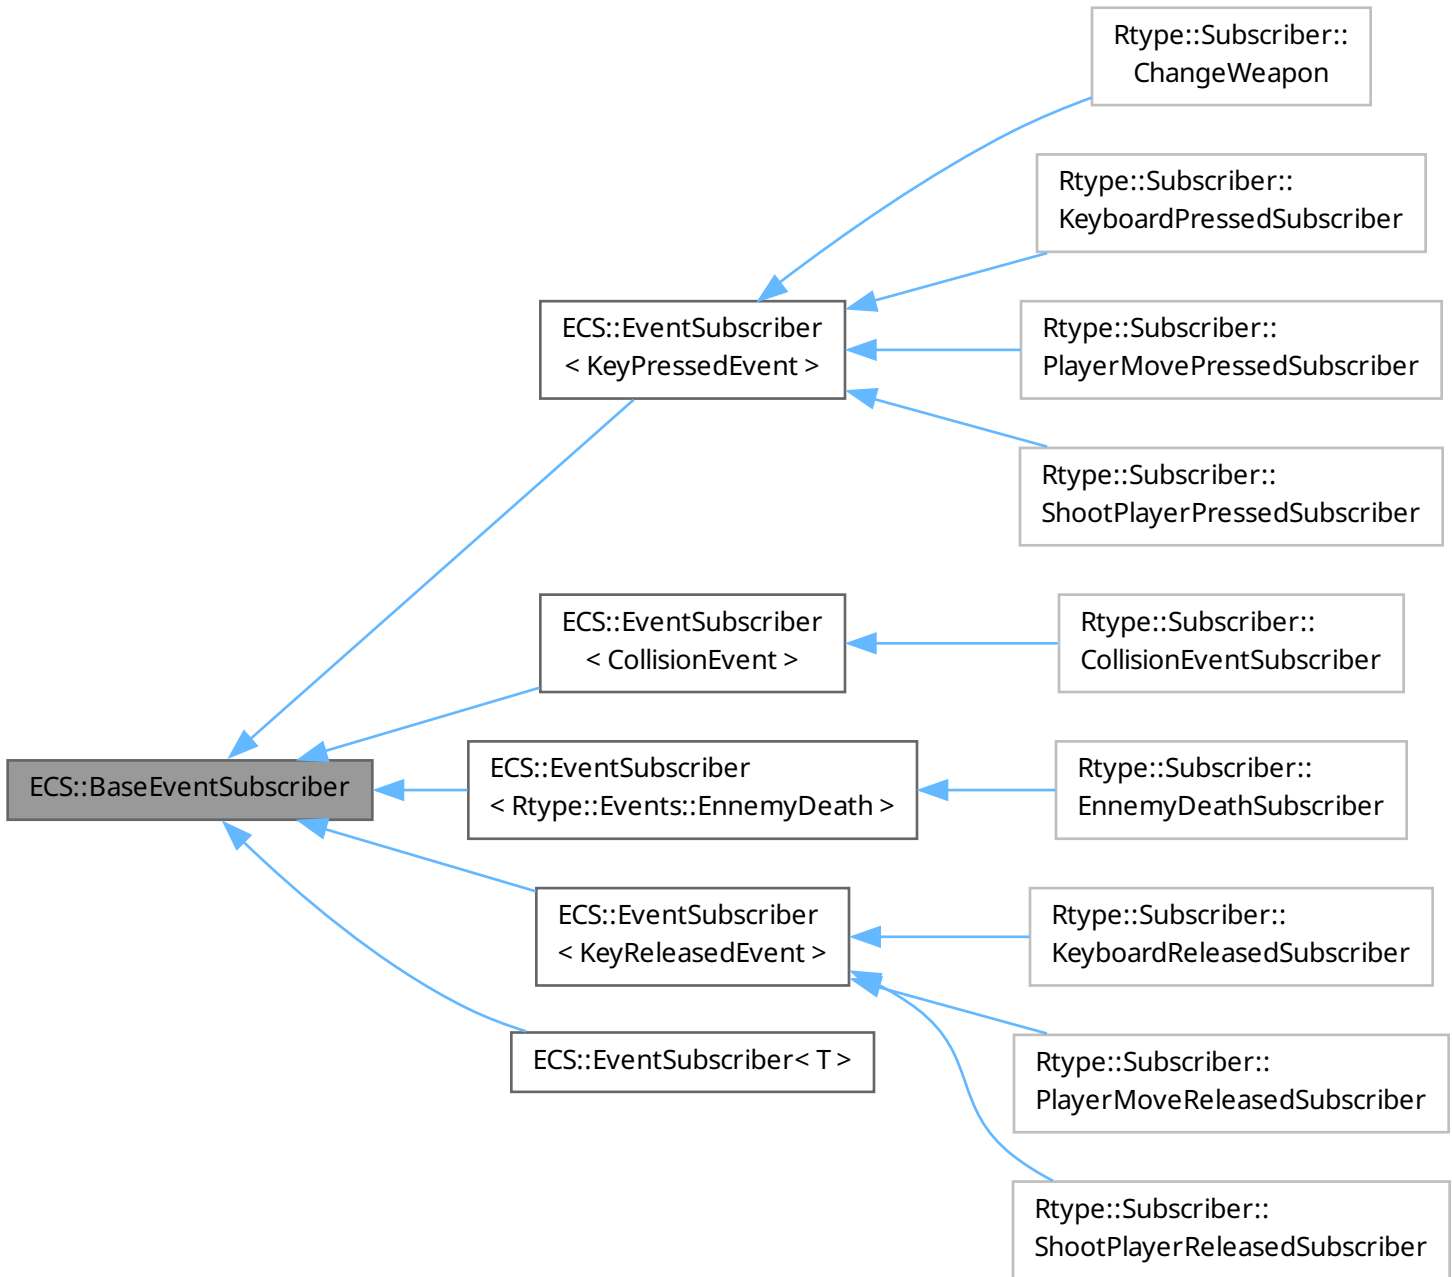 Rtype::Subscriber::
ChangeWeapon
Rtype::Subscriber::
KeyboardPressedSubscriber
ECS::EventSubscriber
< KeyPressedEvent >
Rtype::Subscriber::
PlayerMovePressedSubscriber
Rtype::Subscriber::
ShootPlayerPressedSubscriber
ECS::EventSubscriber
< CollisionEvent >
Rtype::Subscriber::
CollisionEventSubscriber
ECS::BaseEventSubscriber
ECS::EventSubscriber
< Rtype::Events::EnnemyDeath >
Rtype::Subscriber::
EnnemyDeathSubscriber
ECS::EventSubscriber
< KeyReleasedEvent >
Rtype::Subscriber::
KeyboardReleasedSubscriber
ECS::EventSubscriber< T >
Rtype::Subscriber::
PlayerMoveReleasedSubscriber
Rtype::Subscriber::
ShootPlayerReleasedSubscriber